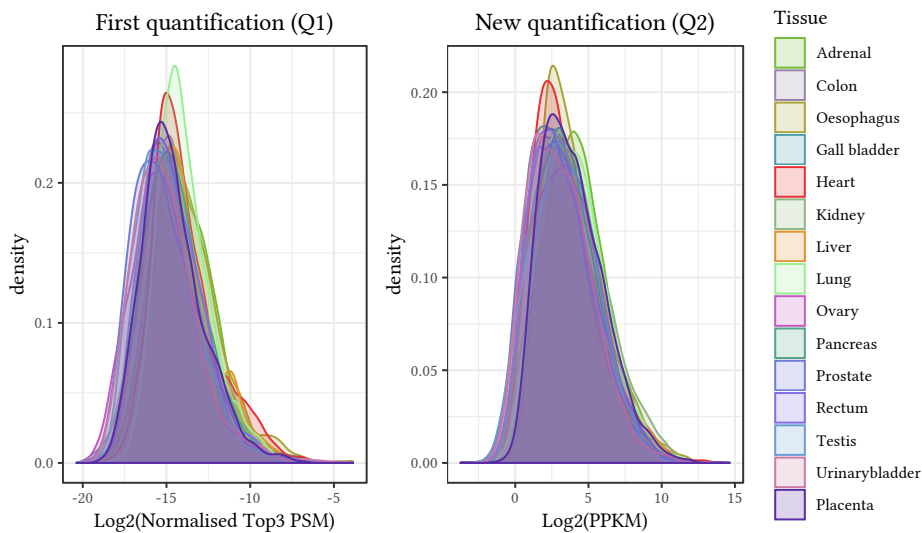 First quantification (Q1)
New quantification (Q2)
Tissue
Adrenal
Colon
Oesophagus
Gall bladder
Heart
Kidney
Liver
Lung
Ovary
Pancreas
Prostate
Rectum
Testis
Urinarybladder
Placenta
density
0.2
0.1
0.0
-20
-15
-10
-5
Log2(Normalised Top3 PSM)
density
0.20
0.15
0.10
0.05
0.00
0
5
10
15
Log2(PPKM)